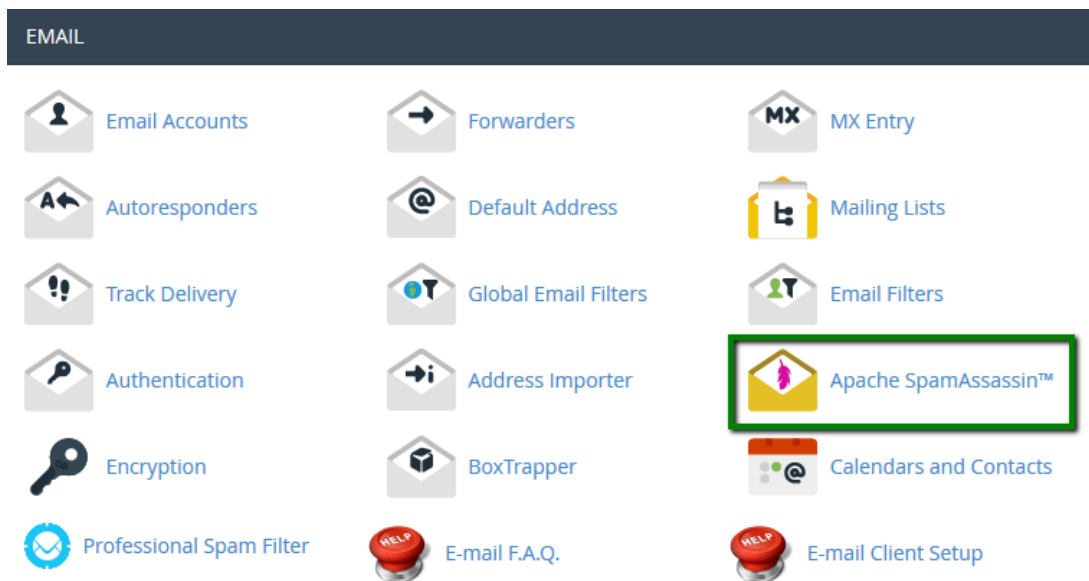 EMAIL
Email Accounts
Forwarders
MX
MX Entry
A
Autoresponders
@
Default Address
Mailing Lists
Track Delivery
Global Email Filters
Email Filters
Authentication
i
Address Importer
Apache SpamAssassin™
Encryption
BoxTrapper
@
Calendars and Contacts
Professional Spam Filter
HELP
E-mail F.A.Q.
HELP
E-mail Client Setup